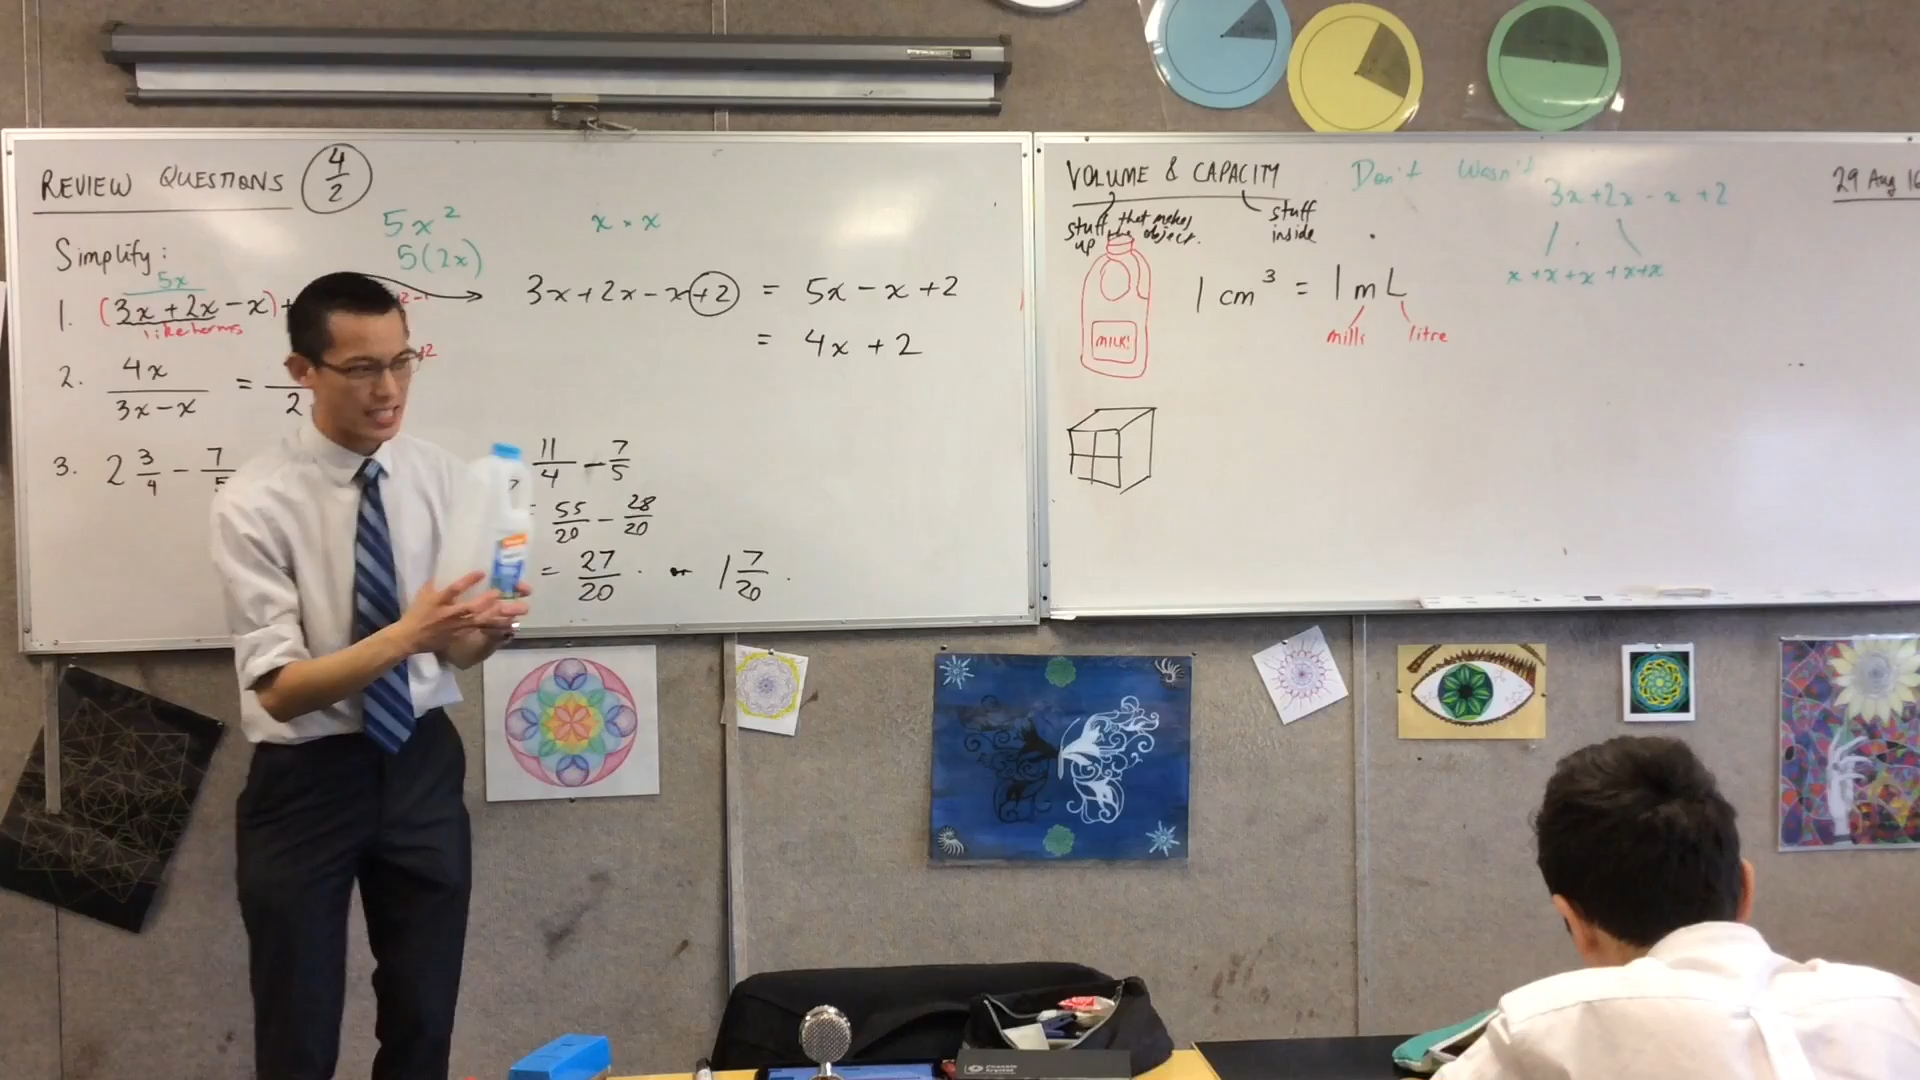 REVIEW QUESTIONS 4/2
5x²
x · x
Simplify:
5(2x)
5x
1. (3x + 2x - x) +
like terms
3x + 2x - x + 2 = 5x - x + 2
= 4x + 2
2. 4x / 3x - x = / 2
3. 2 3/4 - 7/5
11/4 - 7/5
= 55/20 - 28/20
= 27/20 . or 1 7/20 .
VOLUME & CAPACITY
stuff that makes
up the object.
stuff
inside
Don't Wasn't
3x + 2x - x + 2
x + x + x + x + x
29 Aug 16
1 cm³ = 1 mL
milli litre
MILK!